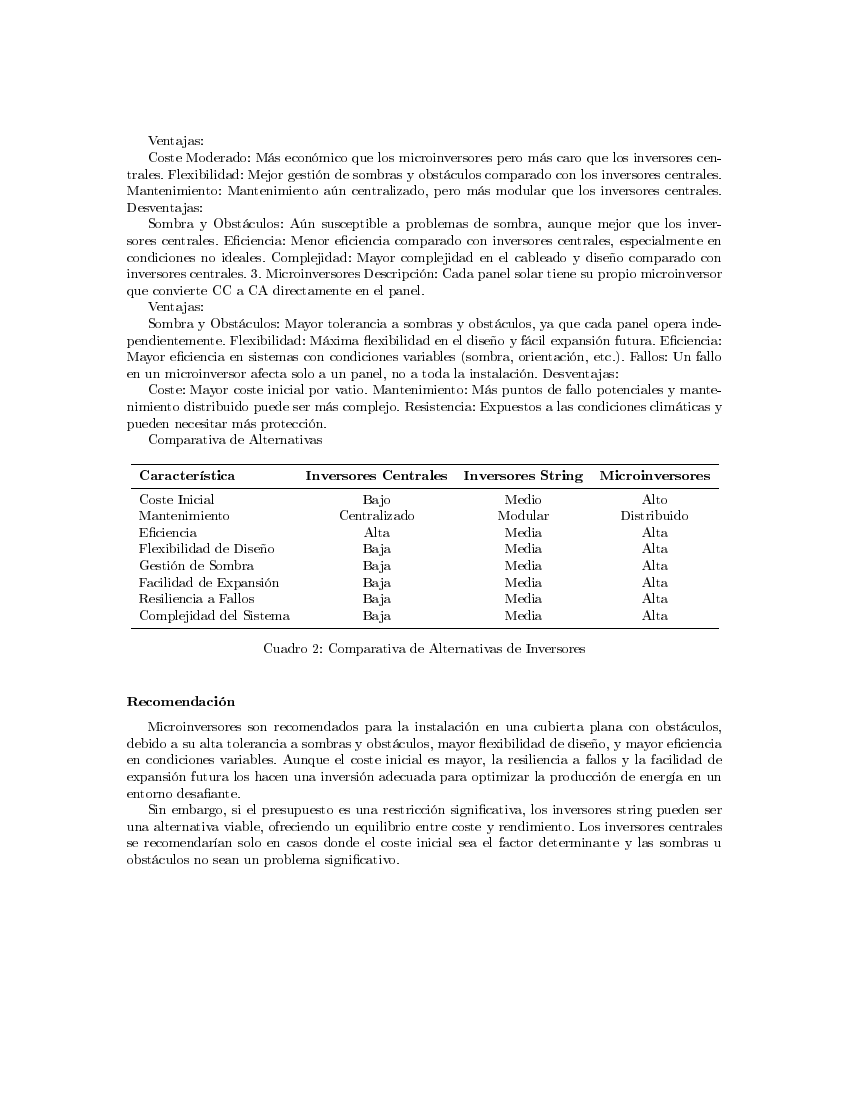 Ventajas:
Coste Moderado: Más económico que los microinversores pero más caro que los inversores cen-
trales. Flexibilidad: Mejor gestión de sombras y obstáculos comparado con los inversores centrales.
Mantenimiento: Mantenimiento aún centralizado, pero más modular que los inversores centrales.
Desventajas:
Sombra y Obstáculos: Aún susceptible a problemas de sombra, aunque mejor que los inver-
sores centrales. Eficiencia: Menor eficiencia comparado con inversores centrales, especialmente en
condiciones no ideales. Complejidad: Mayor complejidad en el cableado y diseño comparado con
inversores centrales. 3. Microinversores Descripción: Cada panel solar tiene su propio microinversor
que convierte CC a CA directamente en el panel.
Ventajas:
Sombra y Obstáculos: Mayor tolerancia a sombras y obstáculos, ya que cada panel opera inde-
pendientemente. Flexibilidad: Máxima flexibilidad en el diseño y fácil expansión futura. Eficiencia:
Mayor eficiencia en sistemas con condiciones variables (sombra, orientación, etc.). Fallos: Un fallo
en un microinversor afecta solo a un panel, no a toda la instalación. Desventajas:
Coste: Mayor coste inicial por vatio. Mantenimiento: Más puntos de fallo potenciales y mante-
nimiento distribuido puede ser más complejo. Resistencia: Expuestos a las condiciones climáticas y
pueden necesitar más protección.
Comparativa de Alternativas
Característica Inversores Centrales Inversores String Microinversores
Coste Inicial Bajo Medio Alto
Mantenimiento Centralizado Modular Distribuido
Eficiencia Alta Media Alta
Flexibilidad de Diseño Baja Media Alta
Gestión de Sombra Baja Media Alta
Facilidad de Expansión Baja Media Alta
Resiliencia a Fallos Baja Media Alta
Complejidad del Sistema Baja Media Alta
Cuadro 2: Comparativa de Alternativas de Inversores
Recomendación
Microinversores son recomendados para la instalación en una cubierta plana con obstáculos,
debido a su alta tolerancia a sombras y obstáculos, mayor flexibilidad de diseño, y mayor eficiencia
en condiciones variables. Aunque el coste inicial es mayor, la resiliencia a fallos y la facilidad de
expansión futura los hacen una inversión adecuada para optimizar la producción de energía en un
entorno desafiante.
Sin embargo, si el presupuesto es una restricción significativa, los inversores string pueden ser
una alternativa viable, ofreciendo un equilibrio entre coste y rendimiento. Los inversores centrales
se recomendarían solo en casos donde el coste inicial sea el factor determinante y las sombras u
obstáculos no sean un problema significativo.